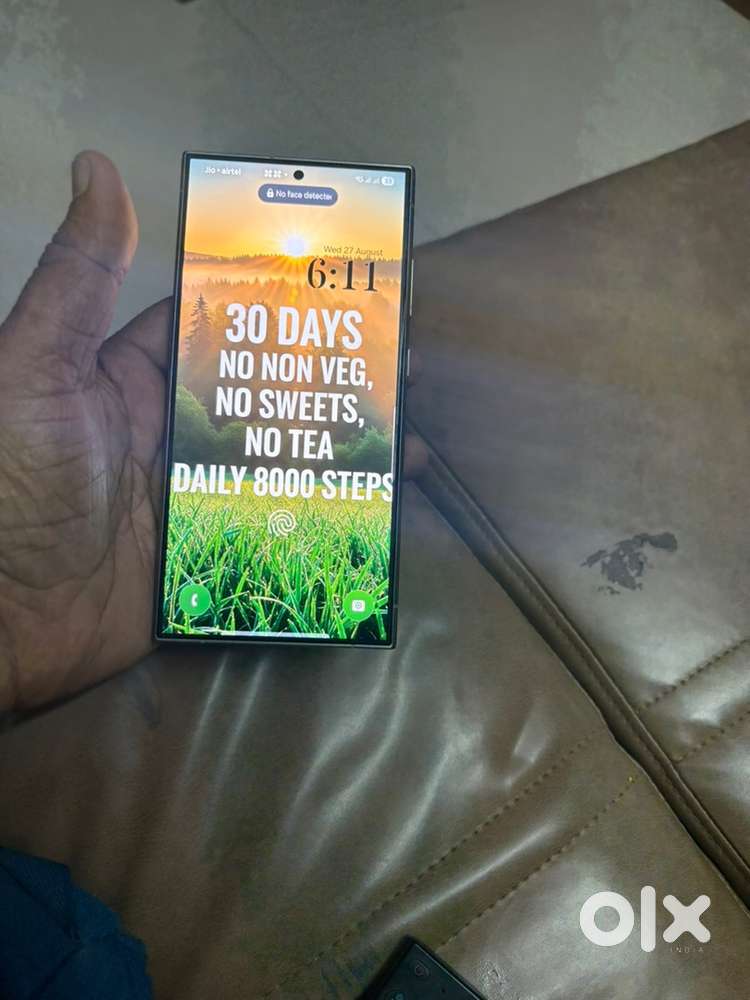 Jio • airtel
No face detected
Wed 27 August
6:11
30 DAYS
NO NON VEG,
NO SWEETS,
NO TEA
DAILY 8000 STEPS
olx
INDIA